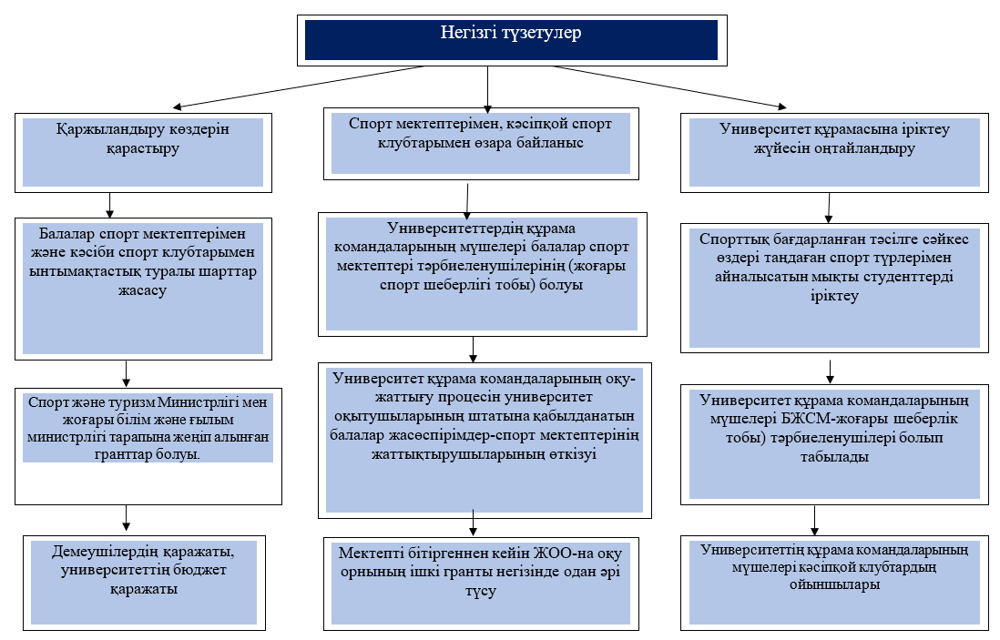 Негізгі түзетулер
Қаржыландыру көздерін
қарастыру
Балалар спорт мектептерімен
және кәсіби спорт клубтарымен
ынтымақтастық туралы шарттар
жасасу
Спорт және туризм Министрлігі мен
жоғары білім және ғылым
министрлігі тарапына жеңіп алынған
гранттар болуы.
Демеушілердің қаражаты,
университеттің бюджет
қаражаты
Спорт мектептерімен, кәсіпқой спорт
клубтарымен өзара байланыс
Университеттердің құрама
командаларының мүшелері балалар спорт
мектептері тәрбиеленушілерінің (жоғары
спорт шеберлігі тобы) болуы
Университет құрама командаларының оқу-
жаттығу процесін университет
оқытушыларының штатына қабылданатын
балалар жасөспірімдер-спорт мектептерінің
жаттықтырушыларының өткізуі
Мектепті бітіргеннен кейін ЖОО-на оқу
орнының ішкі гранты негізінде одан әрі
түсу
Университет құрамасына іріктеу
жүйесін оңтайландыру
Спорттық бағдарланған тәсілге сәйкес
өздері таңдаған спорт түрлерімен
айналысатын мықты студенттерді
іріктеу
Университет құрама командаларының
мүшелері БЖСМ-жоғары шеберлік
тобы) тәрбиеленушілері болып
табылады
Университеттің құрама командаларының
мүшелері кәсіпқой клубтардың
ойыншылары